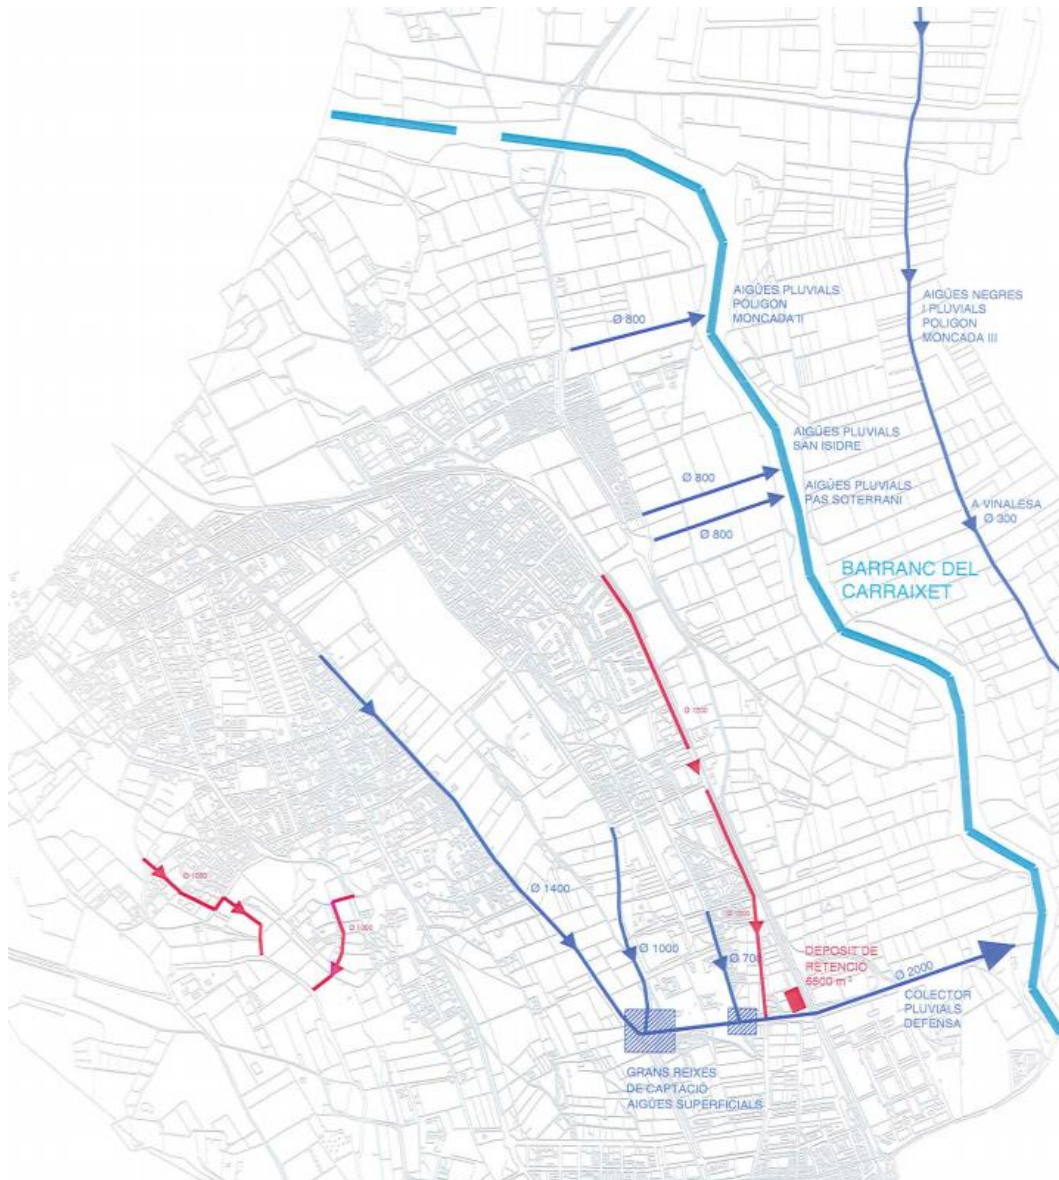 AIGÜES PLUVIALS
POLIGON
MONCADA II
AIGÜES NEGRES
I PLUVIALS
POLIGON
MONCADA III
Ø 800
AIGÜES PLUVIALS
SAN ISIDRE
Ø 800
AIGÜES PLUVIALS
PAS SOTERRANI
Ø 800
A VINALESA
Ø 300
BARRANC DEL
CARRAIXET
Ø 1400
Ø 1000
Ø 700
DEPOSIT DE
RETENCIÓ
5500 m³
Ø 2000
COLECTOR
PLUVIALS
DEFENSA
GRANS REIXES
DE CAPTACIÓ
AIGÜES SUPERFICIALS